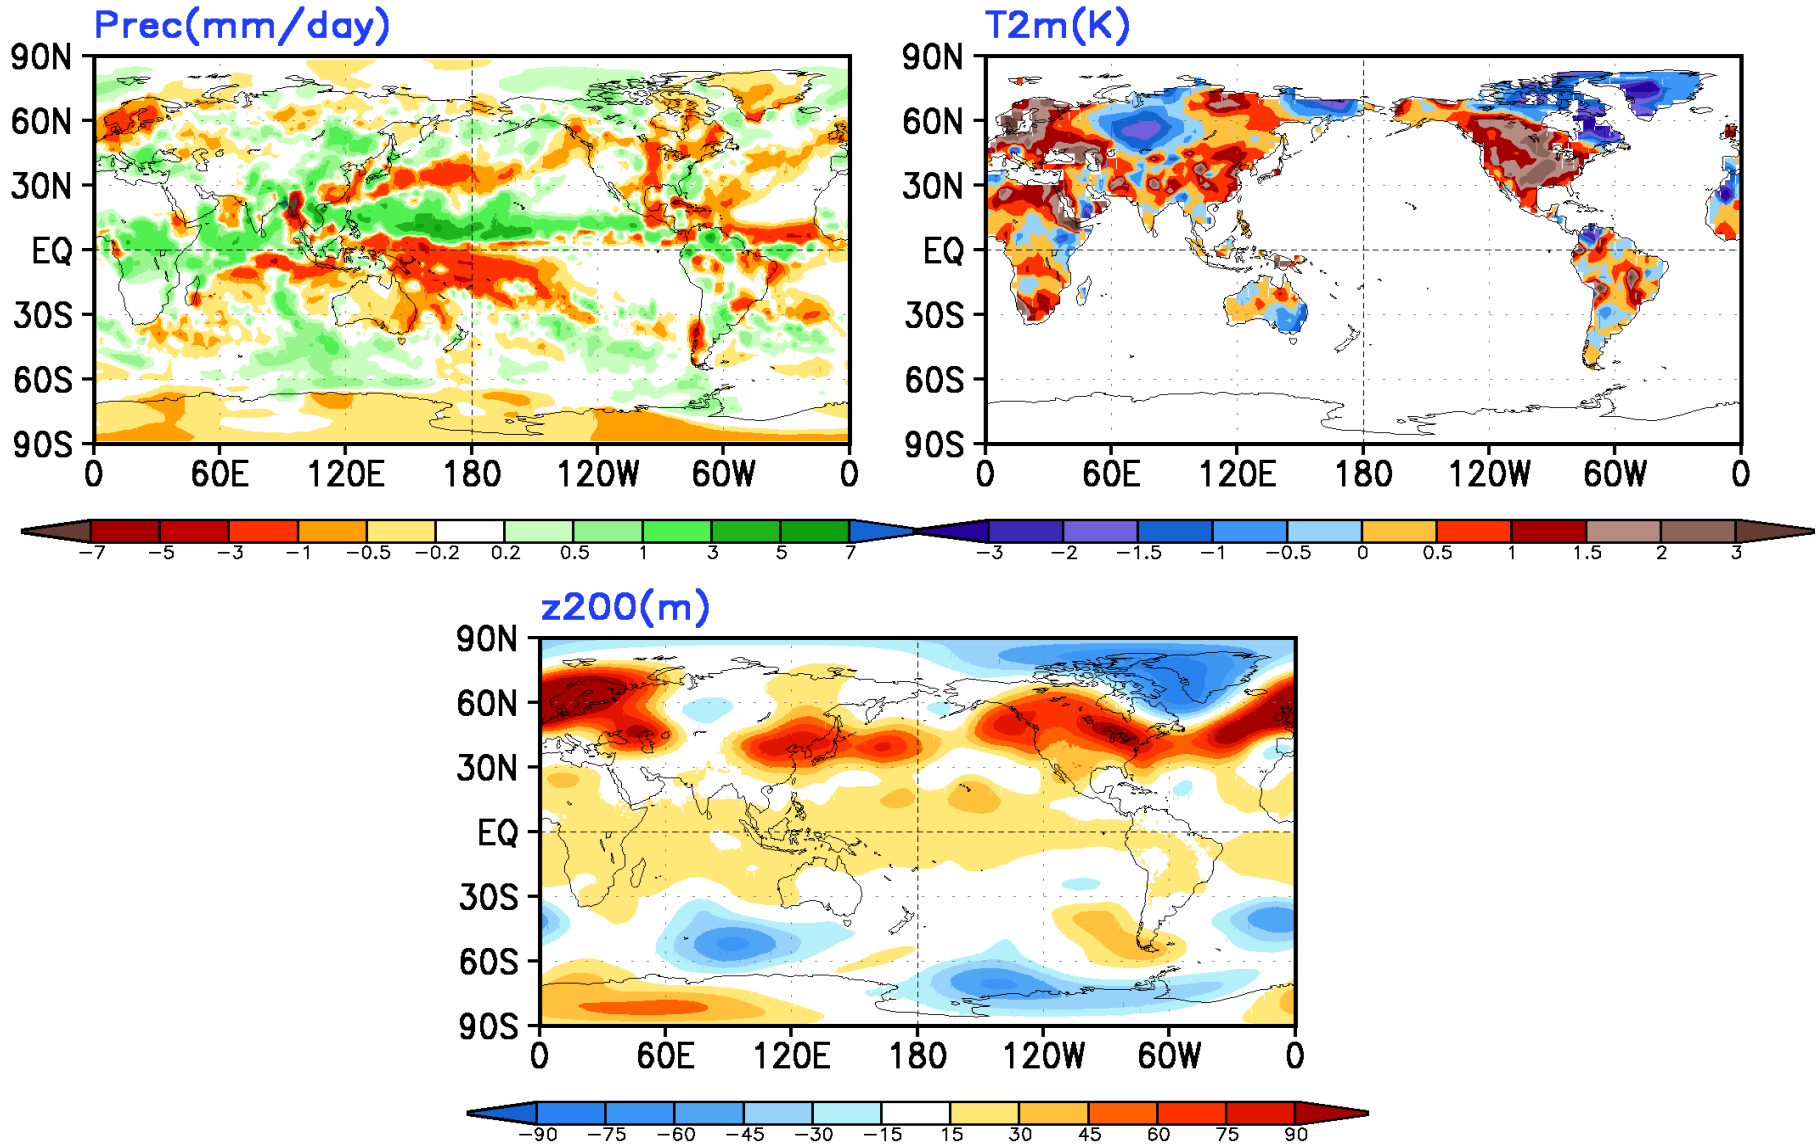 Prec(mm/day)
90N
60N
30N
EQ
30S
60S
90S
0 60E 120E 180 120W 60W 0
-7 -5 -3 -1 -0.5 -0.2 0.2 0.5 1 3 5 7
T2m(K)
90N
60N
30N
EQ
30S
60S
90S
0 60E 120E 180 120W 60W 0
-3 -2 -1.5 -1 -0.5 0 0.5 1 1.5 2 3
z200(m)
90N
60N
30N
EQ
30S
60S
90S
0 60E 120E 180 120W 60W 0
-90 -75 -60 -45 -30 -15 15 30 45 60 75 90